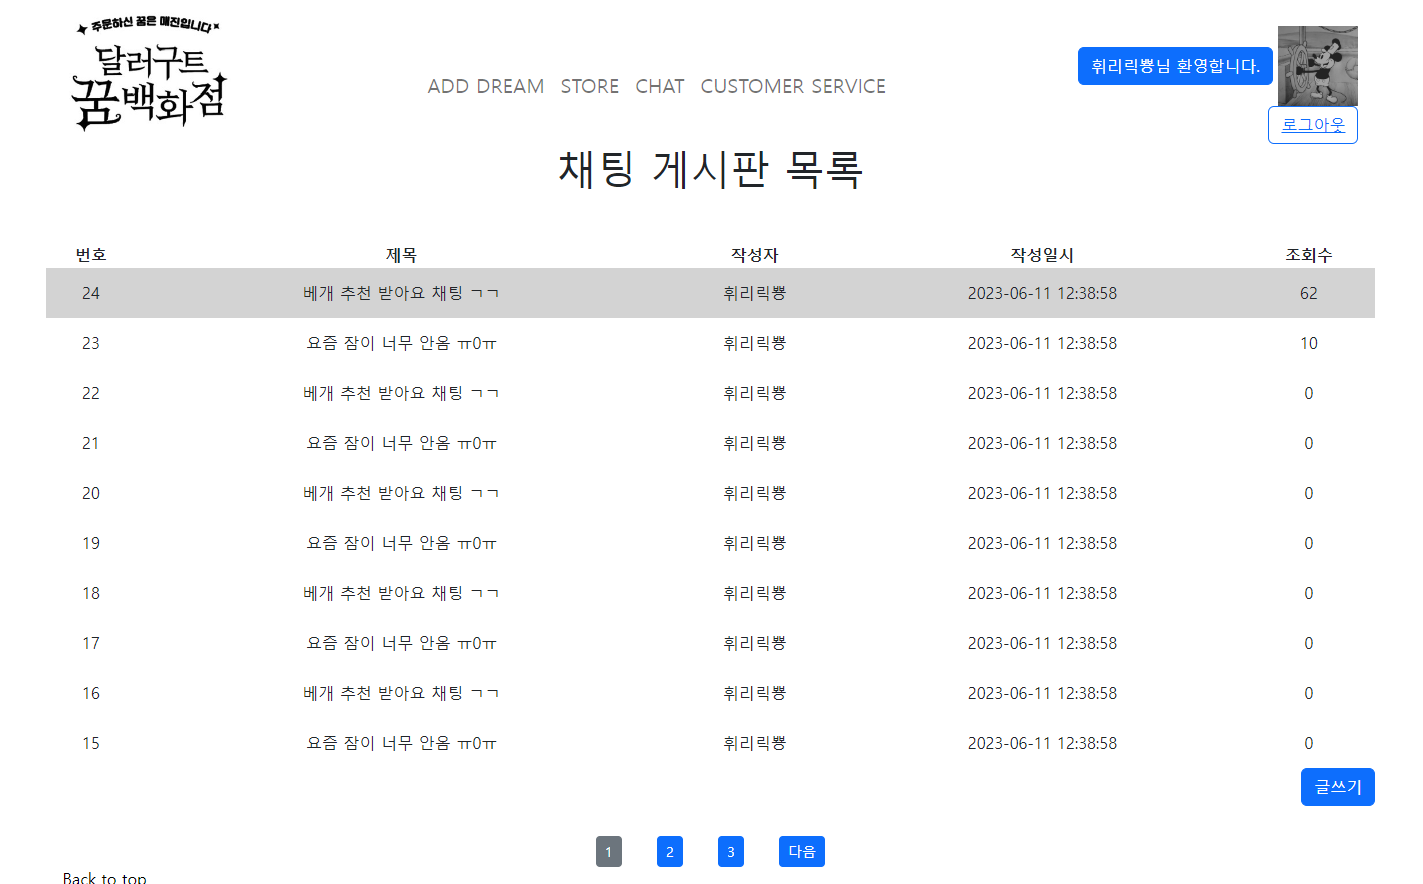 주문하신 꿈은 매진입니다
달러구트
꿈백화점
ADD DREAM STORE CHAT CUSTOMER SERVICE
휘리릭뿅님 환영합니다.
로그아웃
채팅 게시판 목록
번호 제목 작성자 작성일시 조회수
24 베개 추천 받아요 채팅 ㄱㄱ 휘리릭뿅 2023-06-11 12:38:58 62
23 요즘 잠이 너무 안옴 ㅠ0ㅠ 휘리릭뿅 2023-06-11 12:38:58 10
22 베개 추천 받아요 채팅 ㄱㄱ 휘리릭뿅 2023-06-11 12:38:58 0
21 요즘 잠이 너무 안옴 ㅠ0ㅠ 휘리릭뿅 2023-06-11 12:38:58 0
20 베개 추천 받아요 채팅 ㄱㄱ 휘리릭뿅 2023-06-11 12:38:58 0
19 요즘 잠이 너무 안옴 ㅠ0ㅠ 휘리릭뿅 2023-06-11 12:38:58 0
18 베개 추천 받아요 채팅 ㄱㄱ 휘리릭뿅 2023-06-11 12:38:58 0
17 요즘 잠이 너무 안옴 ㅠ0ㅠ 휘리릭뿅 2023-06-11 12:38:58 0
16 베개 추천 받아요 채팅 ㄱㄱ 휘리릭뿅 2023-06-11 12:38:58 0
15 요즘 잠이 너무 안옴 ㅠ0ㅠ 휘리릭뿅 2023-06-11 12:38:58 0
글쓰기
1 2 3 다음
Back to top